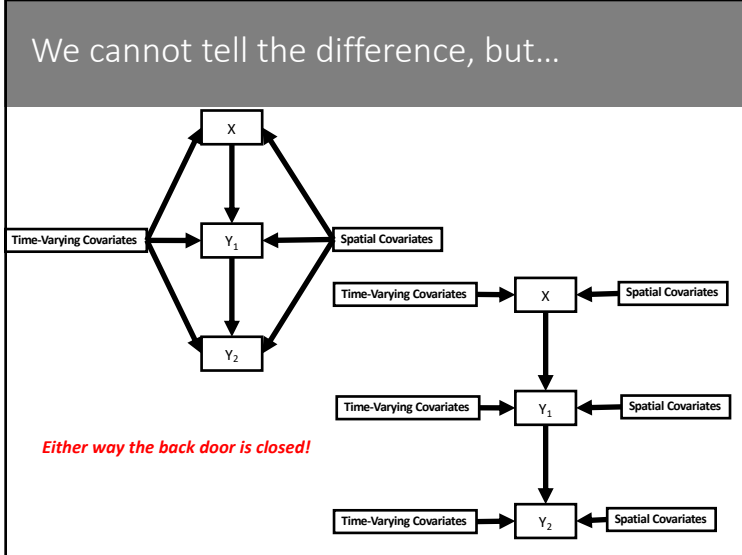 We cannot tell the difference, but…
X
Time-Varying Covariates
Y₁
Spatial Covariates
Y₂
Time-Varying Covariates
X
Spatial Covariates
Time-Varying Covariates
Y₁
Spatial Covariates
Either way the back door is closed!
Time-Varying Covariates
Y₂
Spatial Covariates